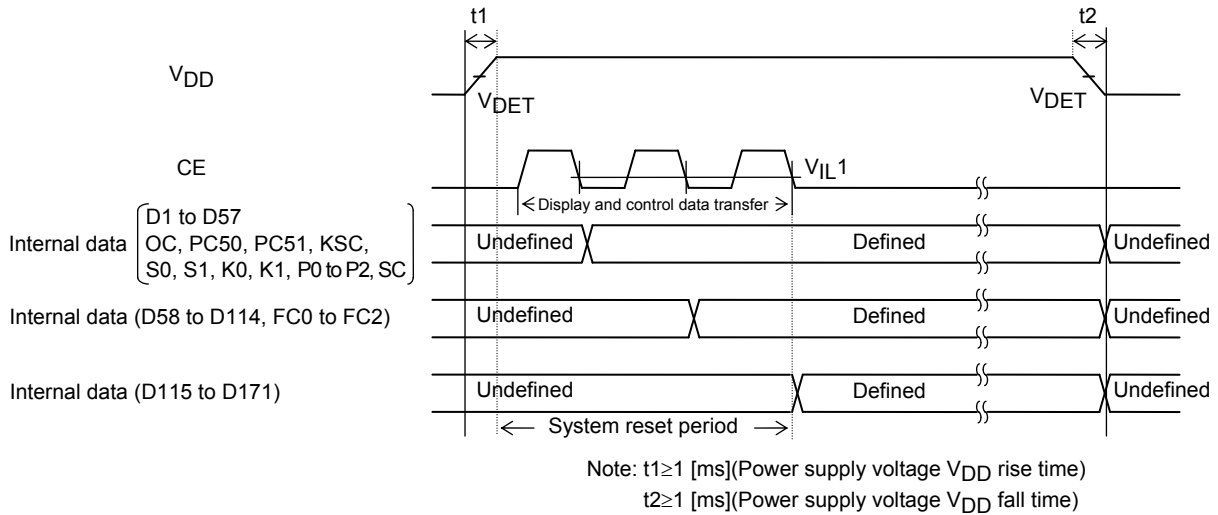 t1
t2
VDD
VDET
VDET
CE
VIL1
Display and control data transfer
Internal data
D1 to D57
OC, PC50, PC51, KSC,
S0, S1, K0, K1, P0 to P2, SC
Undefined
Defined
Undefined
Internal data (D58 to D114, FC0 to FC2)
Undefined
Defined
Undefined
Internal data (D115 to D171)
Undefined
Defined
Undefined
System reset period
Note: t1≥1 [ms](Power supply voltage VDD rise time)
t2≥1 [ms](Power supply voltage VDD fall time)